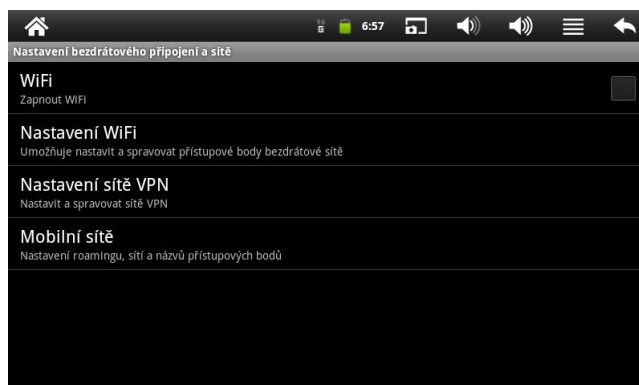 6:57
Nastavení bezdrátového připojení a sítě
WiFi
Zapnout WiFi
Nastavení WiFi
Umožňuje nastavit a spravovat přístupové body bezdrátové sítě
Nastavení sítě VPN
Nastavit a spravovat sítě VPN
Mobilní sítě
Nastavení roamingu, sítí a názvů přístupových bodů